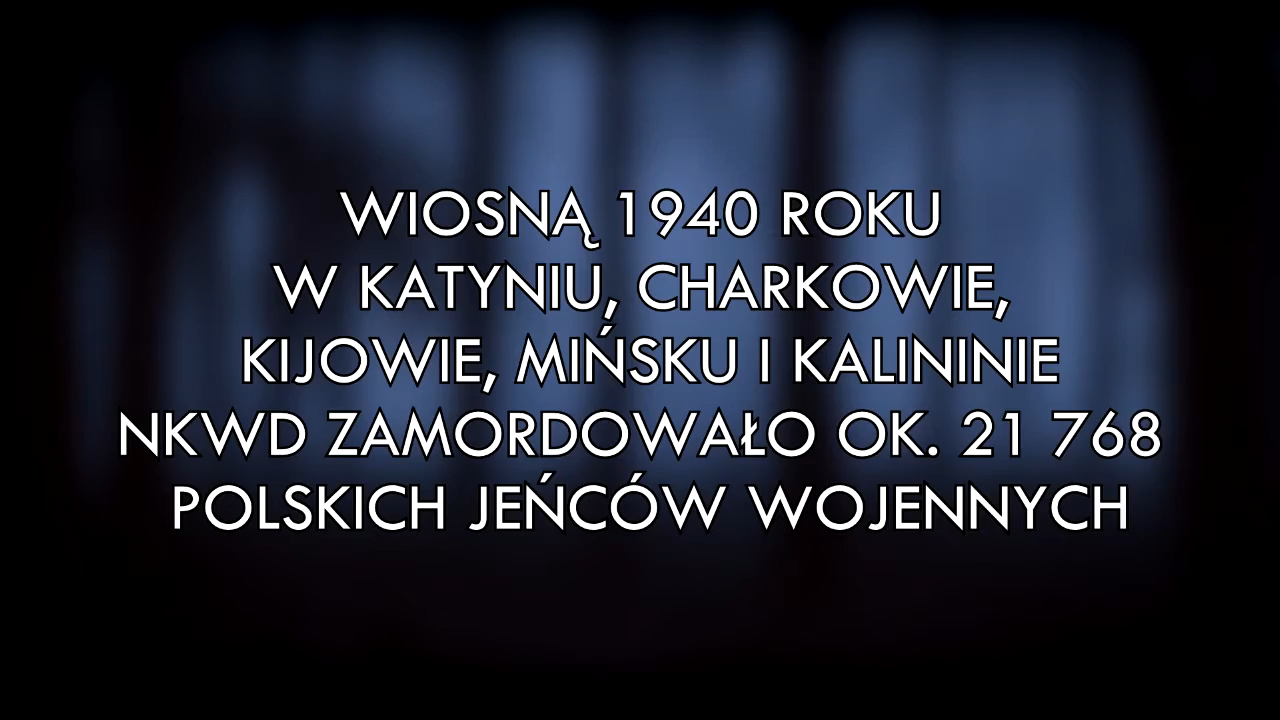 WIOSNĄ 1940 ROKU
W KATYNIU, CHARKOWIE,
KIJOWIE, MIŃSKU I KALININIE
NKWD ZAMORDOWAŁO OK. 21 768
POLSKICH JEŃCÓW WOJENNYCH